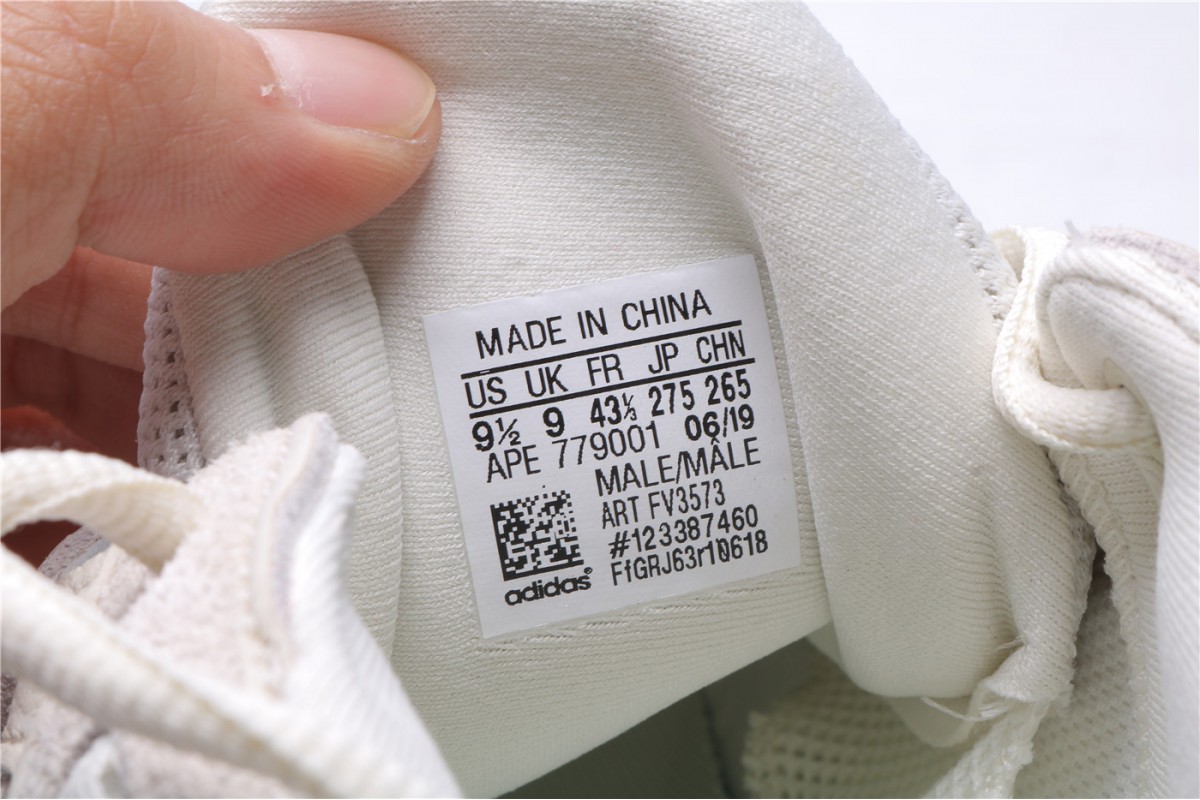 MADE IN CHINA
US UK FR JP CHN
9½ 9 43⅓ 275 265
APE 779001 06/19
MALE/MÂLE
ART FV3573
#123387460
FfGRJ63r10618
adidas®